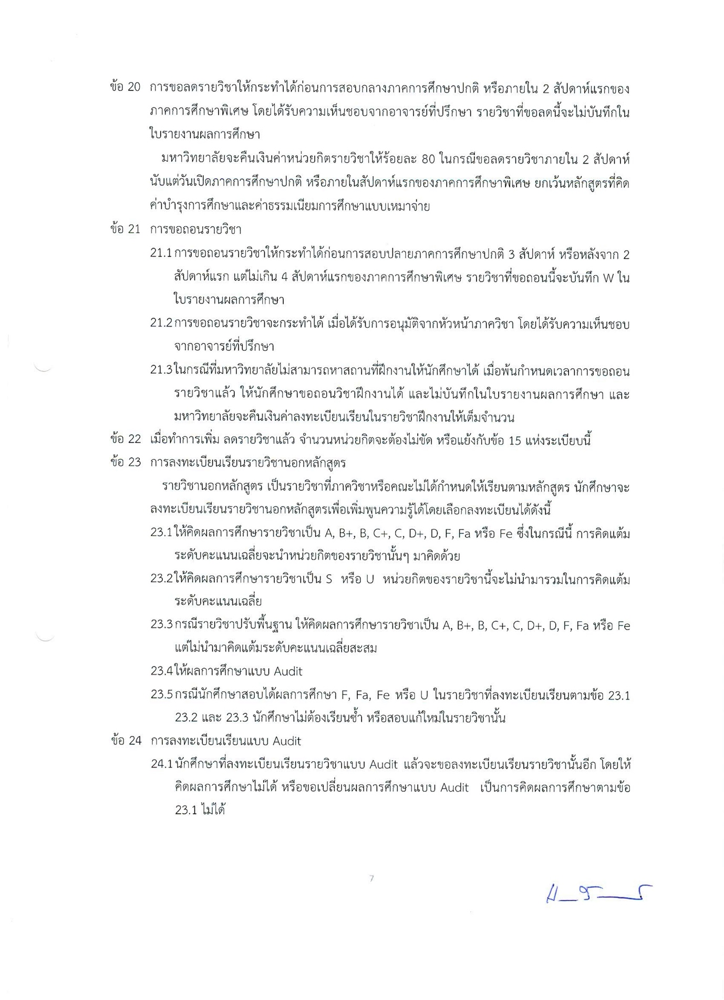 ข้อ 20 การขอลดรายวิชาให้กระทำได้ก่อนการสอบกลางภาคการศึกษาปกติ หรือภายใน 2 สัปดาห์แรกของ
ภาคการศึกษาพิเศษ โดยได้รับความเห็นชอบจากอาจารย์ที่ปรึกษา รายวิชาที่ขอลดนี้จะไม่บันทึกใน
ใบรายงานผลการศึกษา
มหาวิทยาลัยจะคืนเงินค่าหน่วยกิตรายวิชาให้ร้อยละ 80 ในกรณีขอลดรายวิชาภายใน 2 สัปดาห์
นับแต่วันเปิดภาคการศึกษาปกติ หรือภายในสัปดาห์แรกของภาคการศึกษาพิเศษ ยกเว้นหลักสูตรที่คิด
ค่าบำรุงการศึกษาและค่าธรรมเนียมการศึกษาแบบเหมาจ่าย
ข้อ 21 การขอถอนรายวิชา
21.1 การขอถอนรายวิชาให้กระทำได้ก่อนการสอบปลายภาคการศึกษาปกติ 3 สัปดาห์ หรือหลังจาก 2
สัปดาห์แรก แต่ไม่เกิน 4 สัปดาห์แรกของภาคการศึกษาพิเศษ รายวิชาที่ขอถอนนี้จะบันทึก W ใน
ใบรายงานผลการศึกษา
21.2 การขอถอนรายวิชาจะกระทำได้ เมื่อได้รับการอนุมัติจากหัวหน้าภาควิชา โดยได้รับความเห็นชอบ
จากอาจารย์ที่ปรึกษา
21.3 ในกรณีที่มหาวิทยาลัยไม่สามารถหาสถานที่ฝึกงานให้นักศึกษาได้ เมื่อพ้นกำหนดเวลาการขอถอน
รายวิชาแล้ว ให้นักศึกษาขอถอนวิชาฝึกงานได้ และไม่บันทึกในใบรายงานผลการศึกษา และ
มหาวิทยาลัยจะคืนเงินค่าลงทะเบียนเรียนในรายวิชาฝึกงานให้เต็มจำนวน
ข้อ 22 เมื่อทำการเพิ่ม ลดรายวิชาแล้ว จำนวนหน่วยกิตจะต้องไม่ขัด หรือแย้งกับข้อ 15 แห่งระเบียบนี้
ข้อ 23 การลงทะเบียนเรียนรายวิชานอกหลักสูตร
รายวิชานอกหลักสูตร เป็นรายวิชาที่ภาควิชาหรือคณะไม่ได้กำหนดให้เรียนตามหลักสูตร นักศึกษาจะ
ลงทะเบียนเรียนรายวิชานอกหลักสูตรเพื่อเพิ่มพูนความรู้ได้โดยเลือกลงทะเบียนได้ดังนี้
23.1 ให้คิดผลการศึกษารายวิชาเป็น A, B+, B, C+, C, D+, D, F, Fa หรือ Fe ซึ่งในกรณีนี้ การคิดแต้ม
ระดับคะแนนเฉลี่ยจะนำหน่วยกิตของรายวิชานั้นๆ มาคิดด้วย
23.2 ให้คิดผลการศึกษารายวิชาเป็น S หรือ U หน่วยกิตของรายวิชานี้จะไม่นำมารวมในการคิดแต้ม
ระดับคะแนนเฉลี่ย
23.3 กรณีรายวิชาปรับพื้นฐาน ให้คิดผลการศึกษารายวิชาเป็น A, B+, B, C+, C, D+, D, F, Fa หรือ Fe
แต่ไม่นำมาคิดแต้มระดับคะแนนเฉลี่ยสะสม
23.4 ให้ผลการศึกษาแบบ Audit
23.5 กรณีนักศึกษาสอบได้ผลการศึกษา F, Fa, Fe หรือ U ในรายวิชาที่ลงทะเบียนเรียนตามข้อ 23.1
23.2 และ 23.3 นักศึกษาไม่ต้องเรียนซ้ำ หรือสอบแก้ใหม่ในรายวิชานั้น
ข้อ 24 การลงทะเบียนเรียนแบบ Audit
24.1 นักศึกษาที่ลงทะเบียนเรียนรายวิชาแบบ Audit แล้วจะขอลงทะเบียนเรียนรายวิชานั้นอีก โดยให้
คิดผลการศึกษาไม่ได้ หรือขอเปลี่ยนผลการศึกษาแบบ Audit เป็นการคิดผลการศึกษาตามข้อ
23.1 ไม่ได้
7